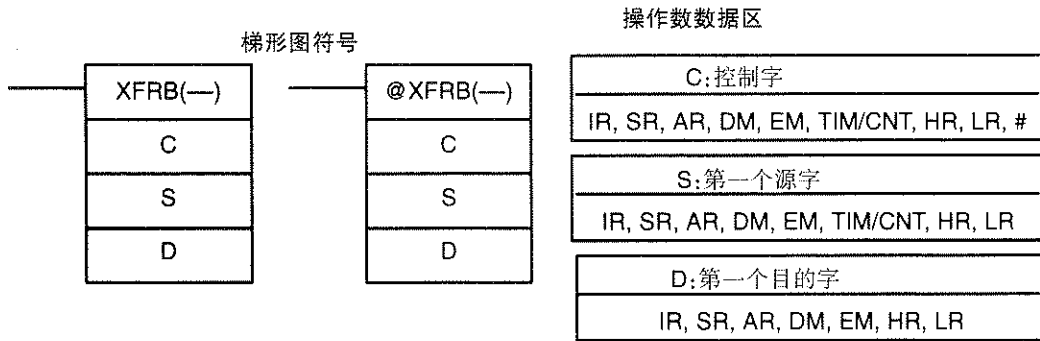 操作数数据区
梯形图符号
XFRB(—)
C
S
D
@XFRB(—)
C
S
D
C:控制字
IR, SR, AR, DM, EM, TIM/CNT, HR, LR, #
S:第一个源字
IR, SR, AR, DM, EM, TIM/CNT, HR, LR
D:第一个目的字
IR, SR, AR, DM, EM, HR, LR